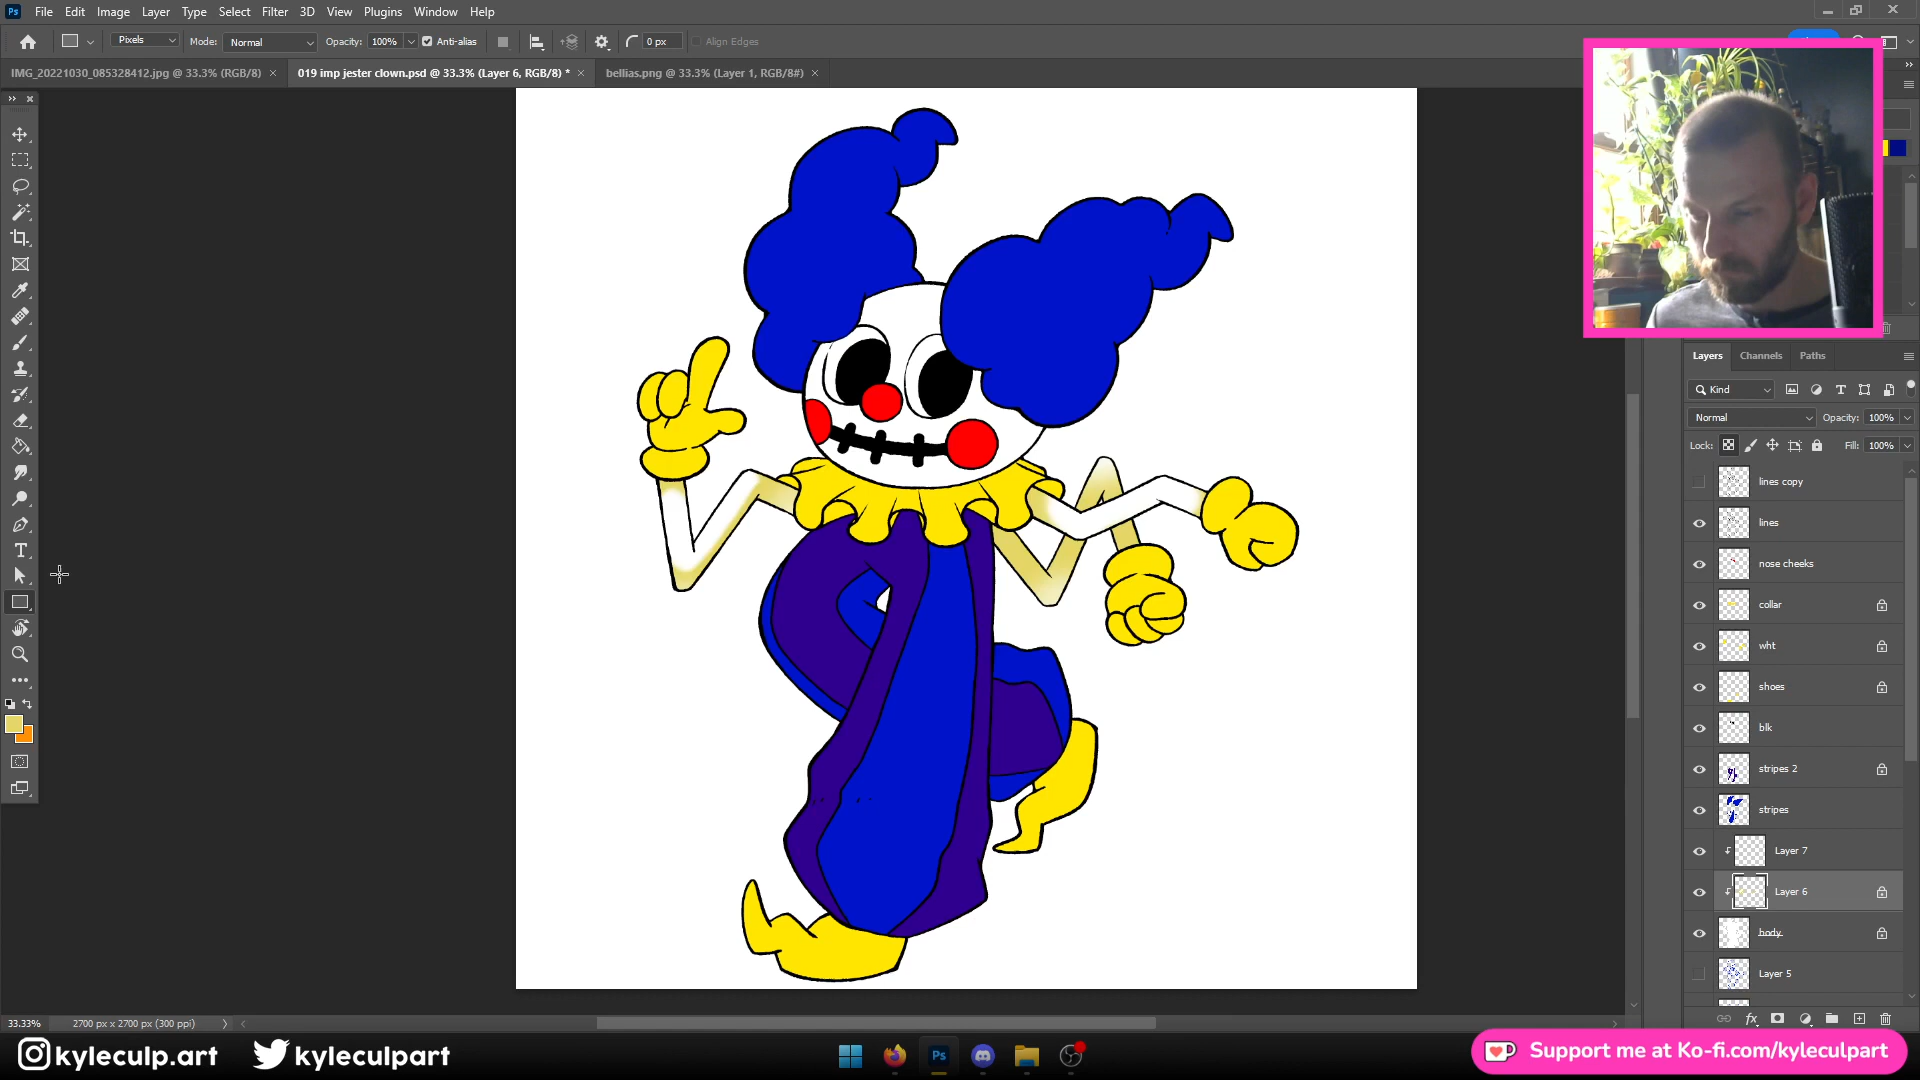 Ps File Edit Image Layer Type Select Filter 3D View Plugins Window Help
Pixels Mode: Normal Opacity: 100% Anti-alias 0 px Align Edges
IMG_20221030_085328412.jpg @ 33.3% (RGB/8) × 019 imp jester clown.psd @ 33.3% (Layer 6, RGB/8) * × bellias.png @ 33.3% (Layer 1, RGB/8#) ×
Layers Channels Paths
Kind
Normal Opacity: 100%
Lock: Fill: 100%
lines copy
lines
nose cheeks
collar
wht
shoes
blk
stripes 2
stripes
Layer 7
Layer 6
body
Layer 5
33.33% 2700 px x 2700 px (300 ppi)
kyleculp.art kyleculpart
Ps
Support me at Ko-fi.com/kyleculpart